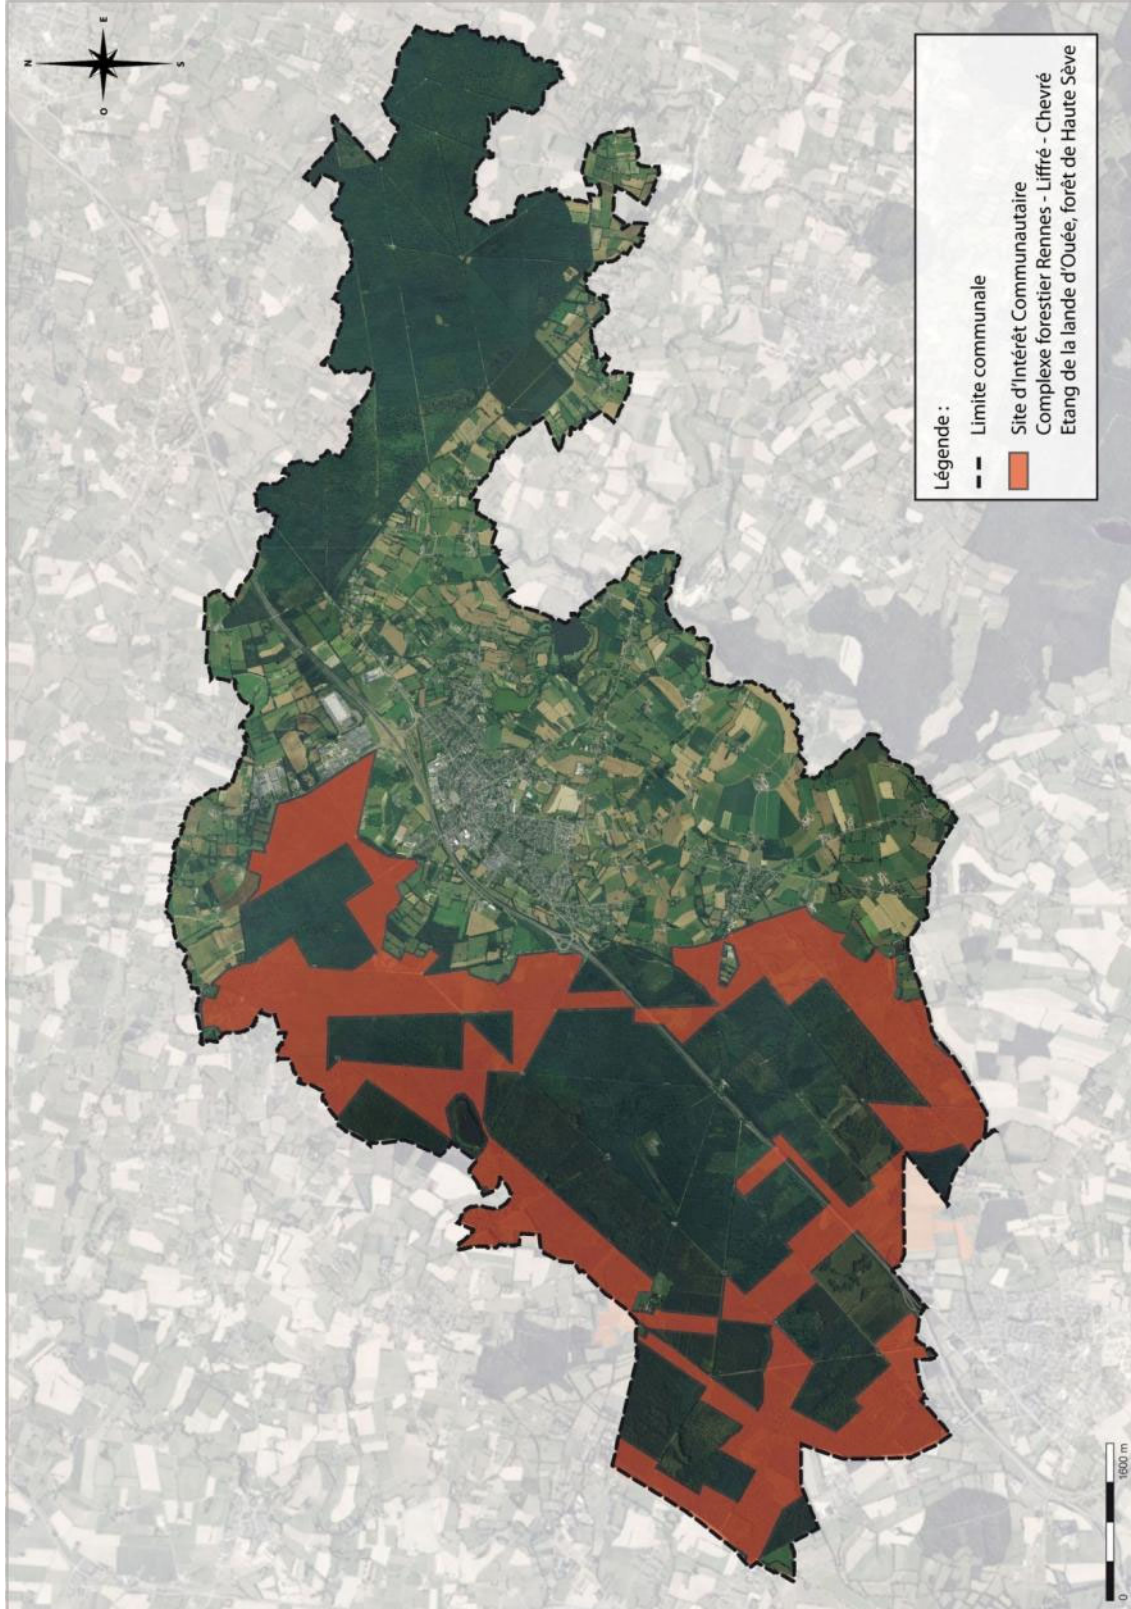 N
E
O
S
Légende :
Limite communale
Site d'Intérêt Communautaire
Complexe forestier Rennes - Liffré - Chevré
Etang de la lande d'Ouée, forêt de Haute Sève
0
1600 m